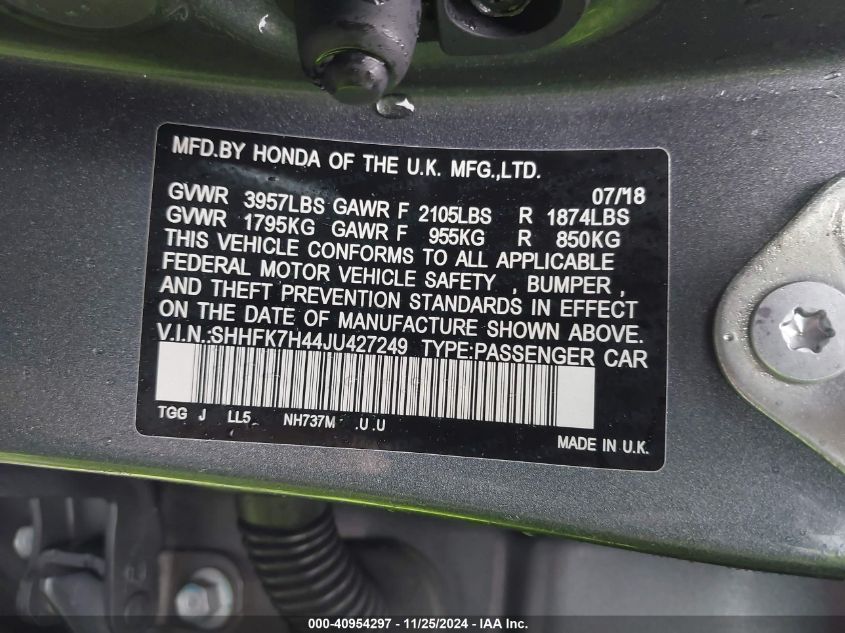 MFD.BY HONDA OF THE U.K. MFG.,LTD.
07/'18
GVWR 3957LBS GAWR F 2105LBS R 1874LBS
GVWR 1795KG GAWR F 955KG R 850KG
THIS VEHICLE CONFORMS TO ALL APPLICABLE
FEDERAL MOTOR VEHICLE SAFETY , BUMPER ,
AND THEFT PREVENTION STANDARDS IN EFFECT
ON THE DATE OF MANUFACTURE SHOWN ABOVE.
V.I.N.:SHHFK7H44JU427249 TYPE:PASSENGER CAR
TGG J LL5 NH737M .U.U
MADE IN U.K.
000-40954297 - 11/25/2024 - IAA Inc.